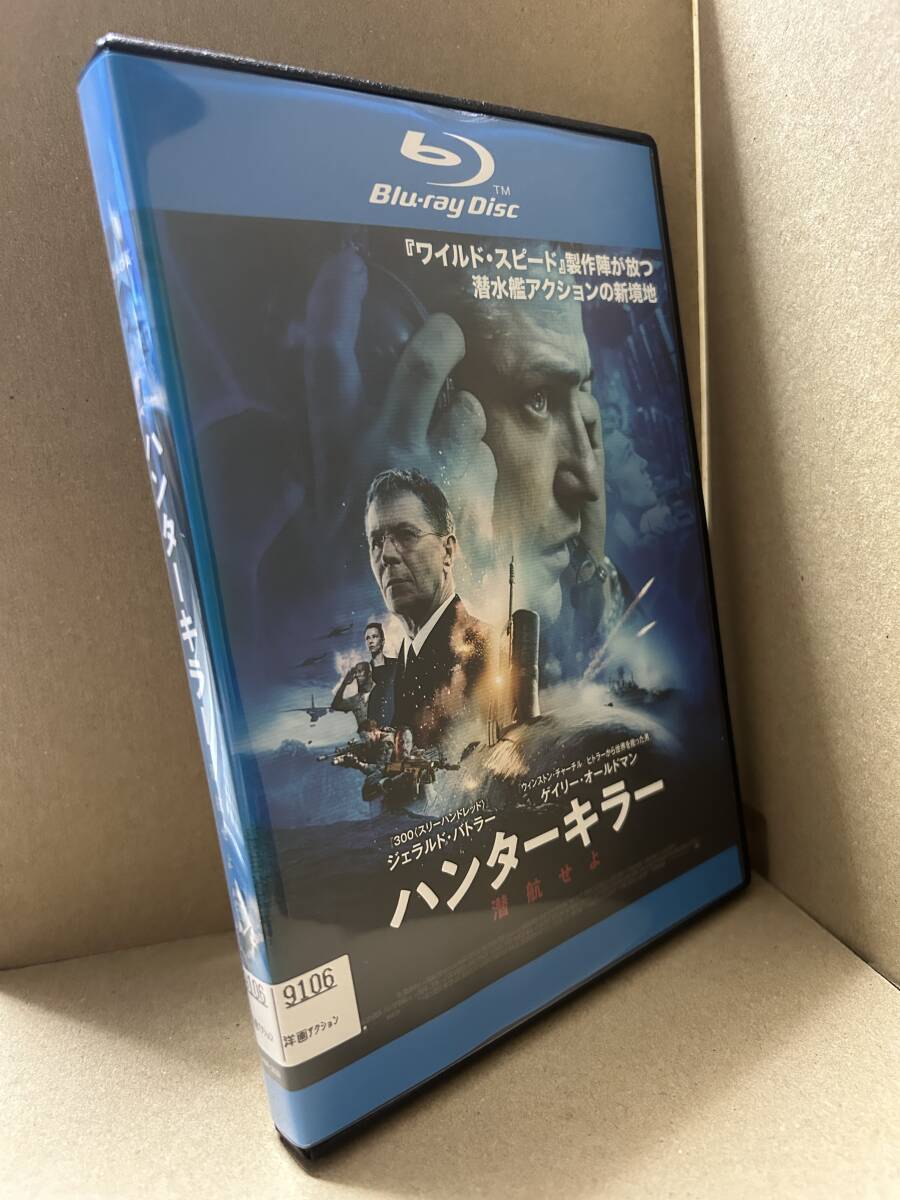 Blu-ray Disc
TM
『ワイルド・スピード』製作陣が放つ
潜水艦アクションの新境地
『300〈スリーハンドレッド〉
ジェラルド・バトラー
ウィンストン・チャーチル ヒトラーから世界を救った男
ゲイリー・オールドマン
ハンターキラー
潜航せよ
ハンターキラー
9106
洋画アクション